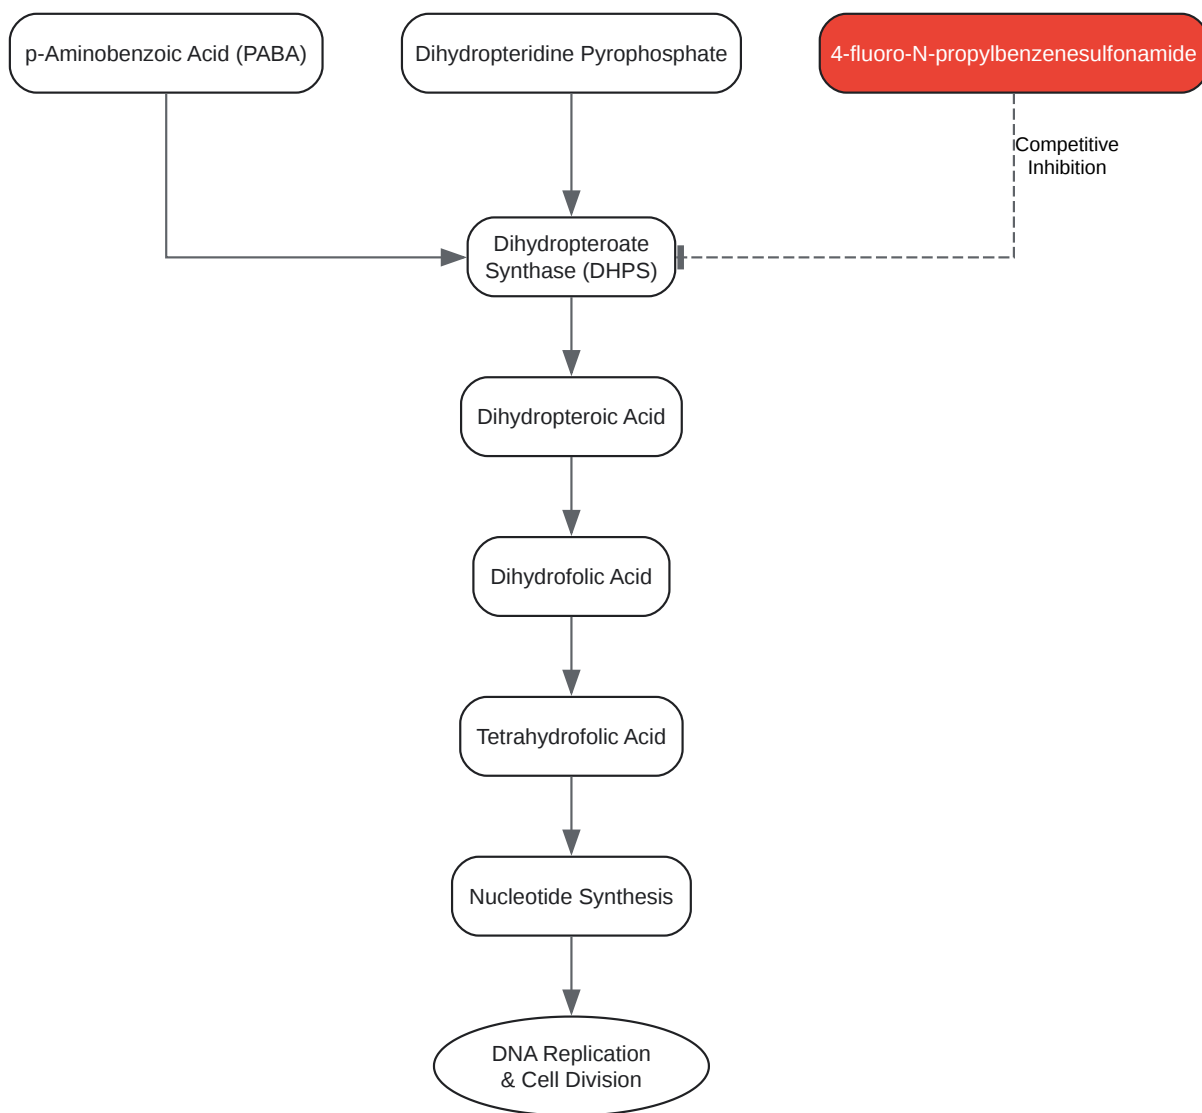 p-Aminobenzoic Acid (PABA)
Dihydropteridine Pyrophosphate
4-fluoro-N-propylbenzenesulfonamide
Competitive
Inhibition
Dihydropteroate
Synthase (DHPS)
Dihydropteroic Acid
Dihydrofolic Acid
Tetrahydrofolic Acid
Nucleotide Synthesis
DNA Replication
& Cell Division